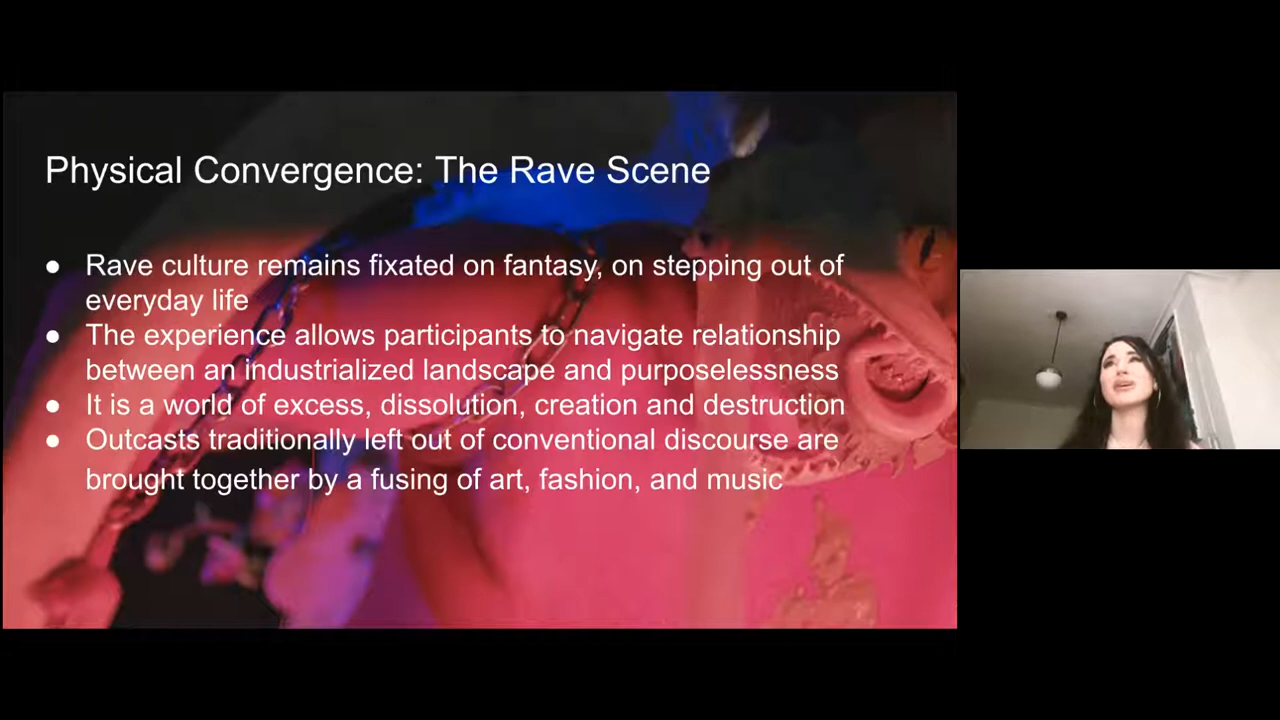 Physical Convergence: The Rave Scene
● Rave culture remains fixated on fantasy, on stepping out of
everyday life
● The experience allows participants to navigate relationship
between an industrialized landscape and purposelessness
● It is a world of excess, dissolution, creation and destruction
● Outcasts traditionally left out of conventional discourse are
brought together by a fusing of art, fashion, and music